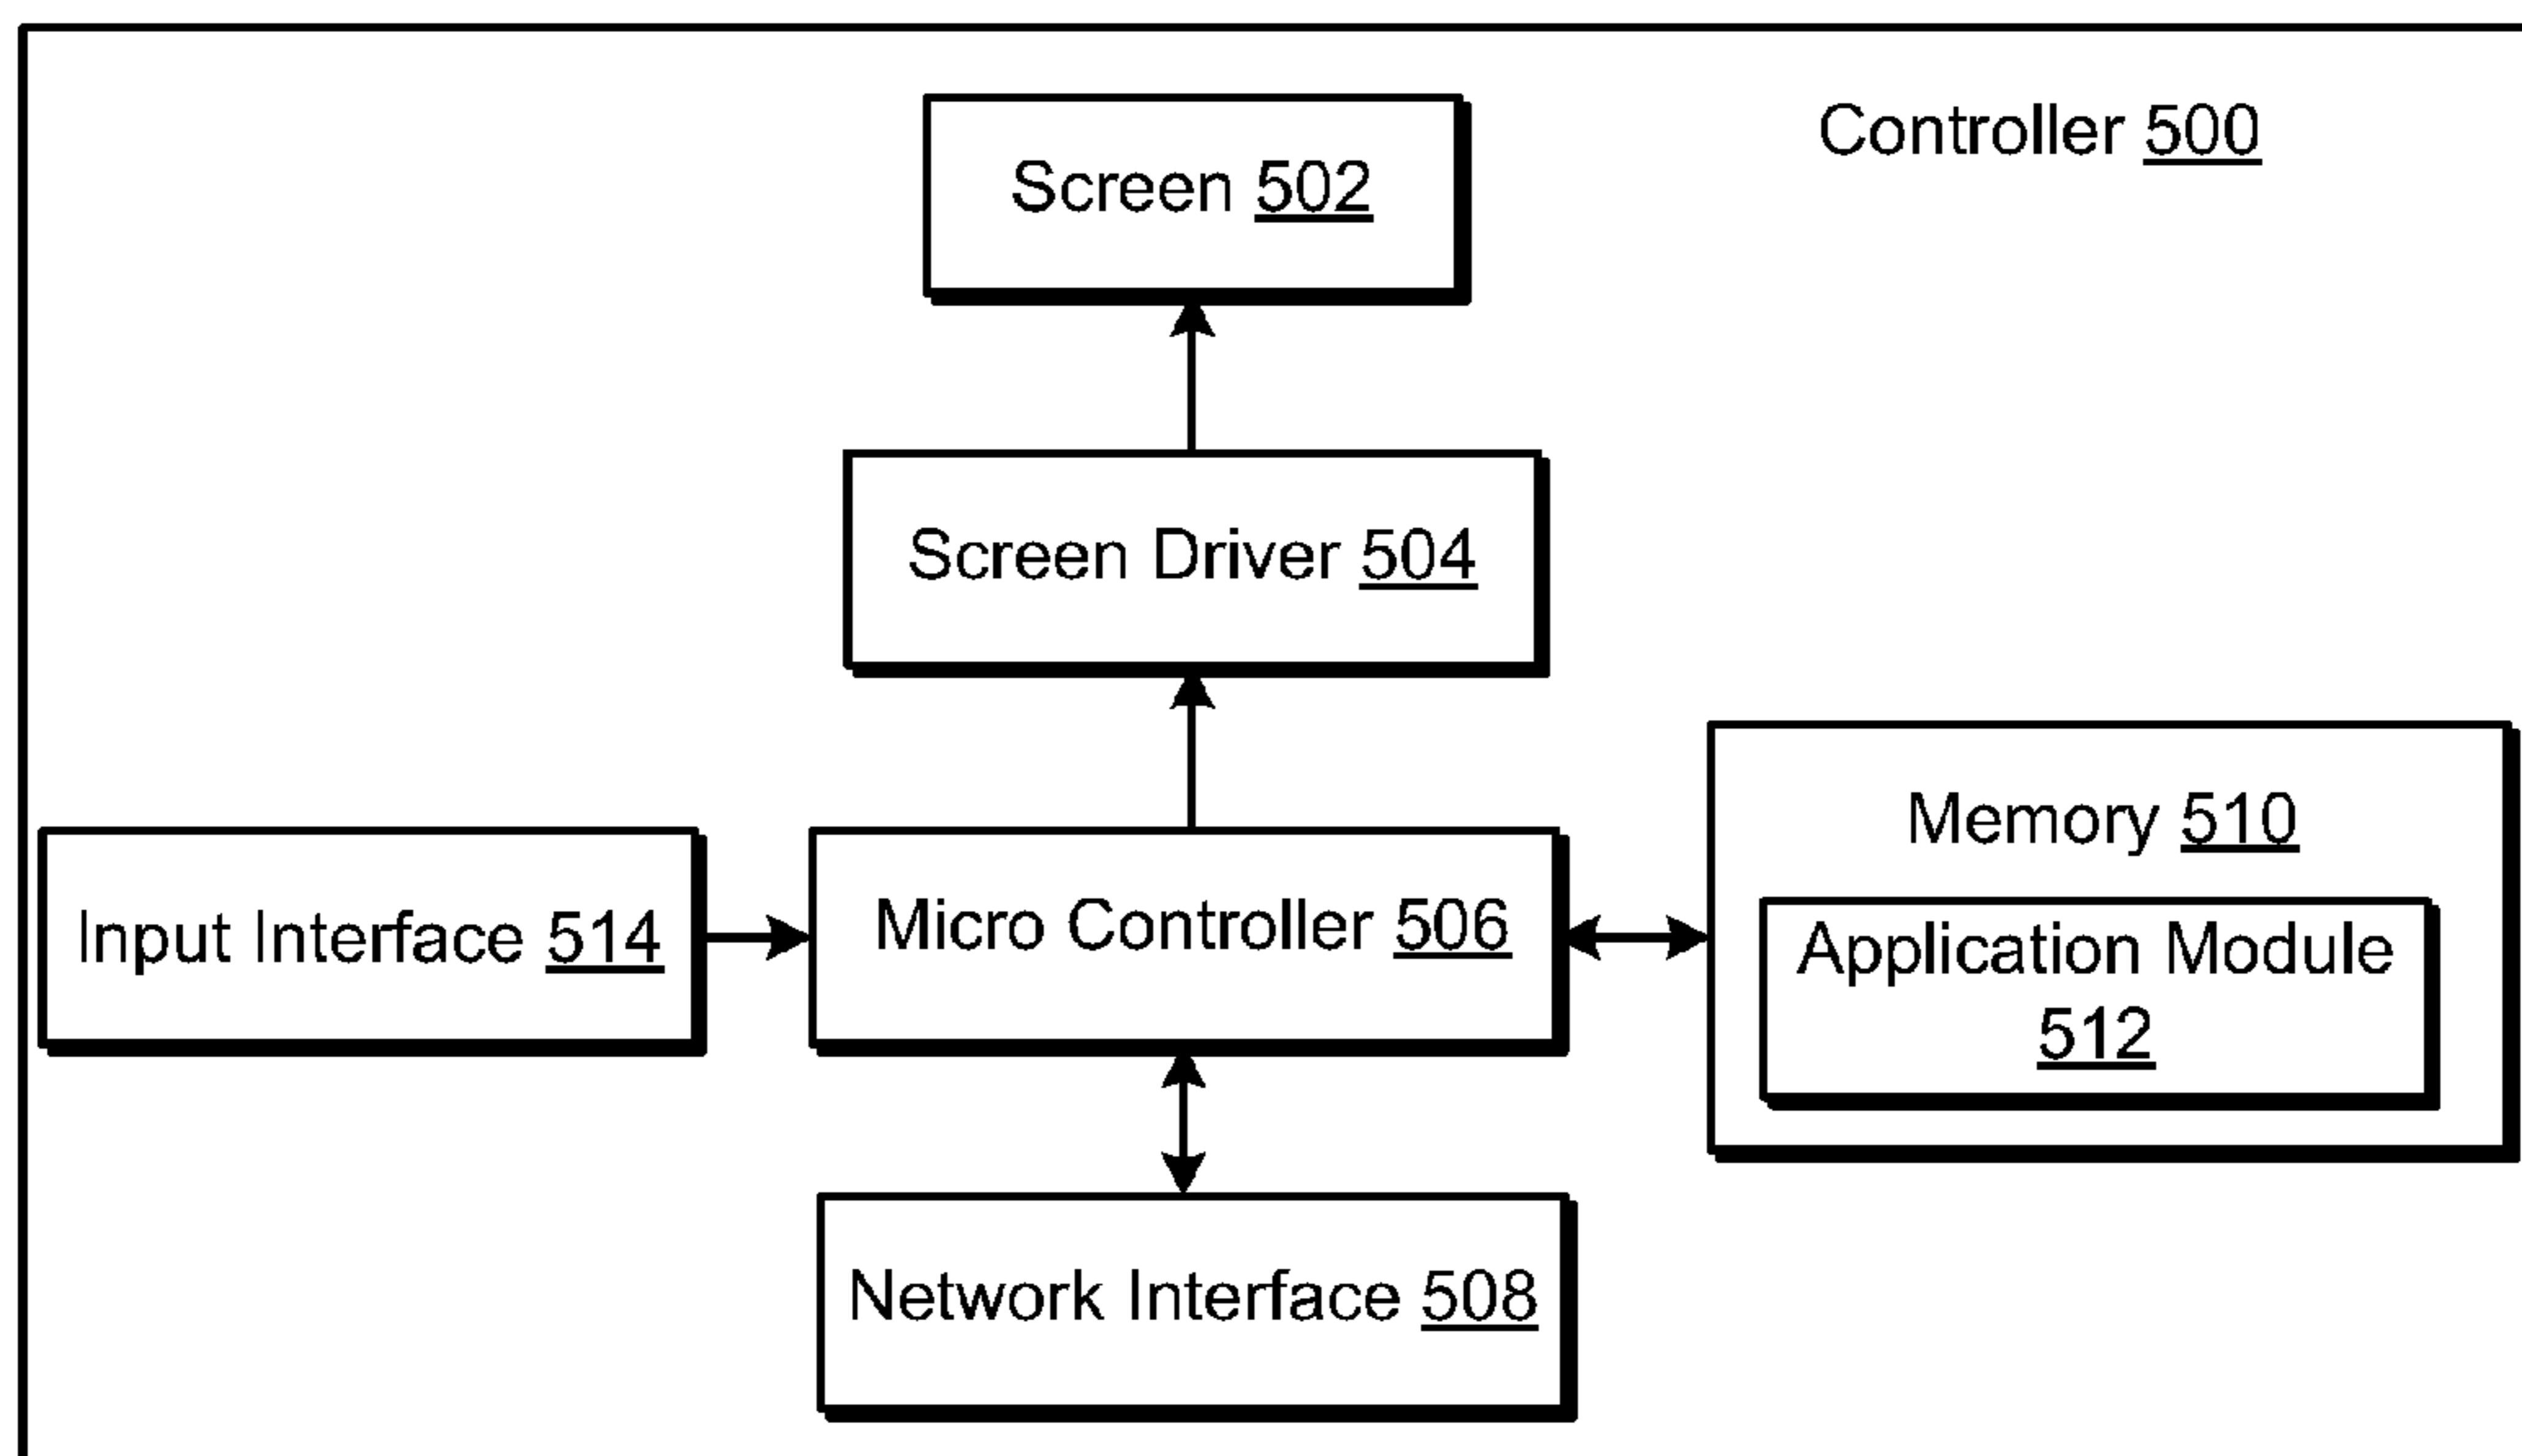 Controller 500
Screen 502
Screen Driver 504
Memory 510
Input Interface 514
Micro Controller 506
Application Module
512
Network Interface 508